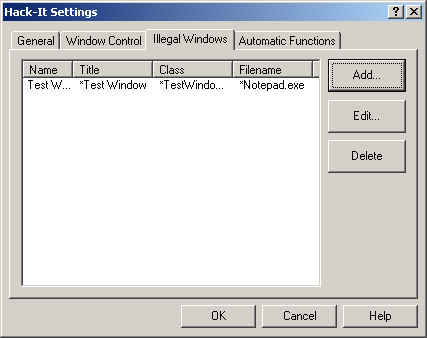 Hack-It Settings
General Window Control Illegal Windows Automatic Functions
Name Title Class Filename
Test W... *Test Window *TestWindo... *Notepad.exe
Add...
Edit...
Delete
OK Cancel Help